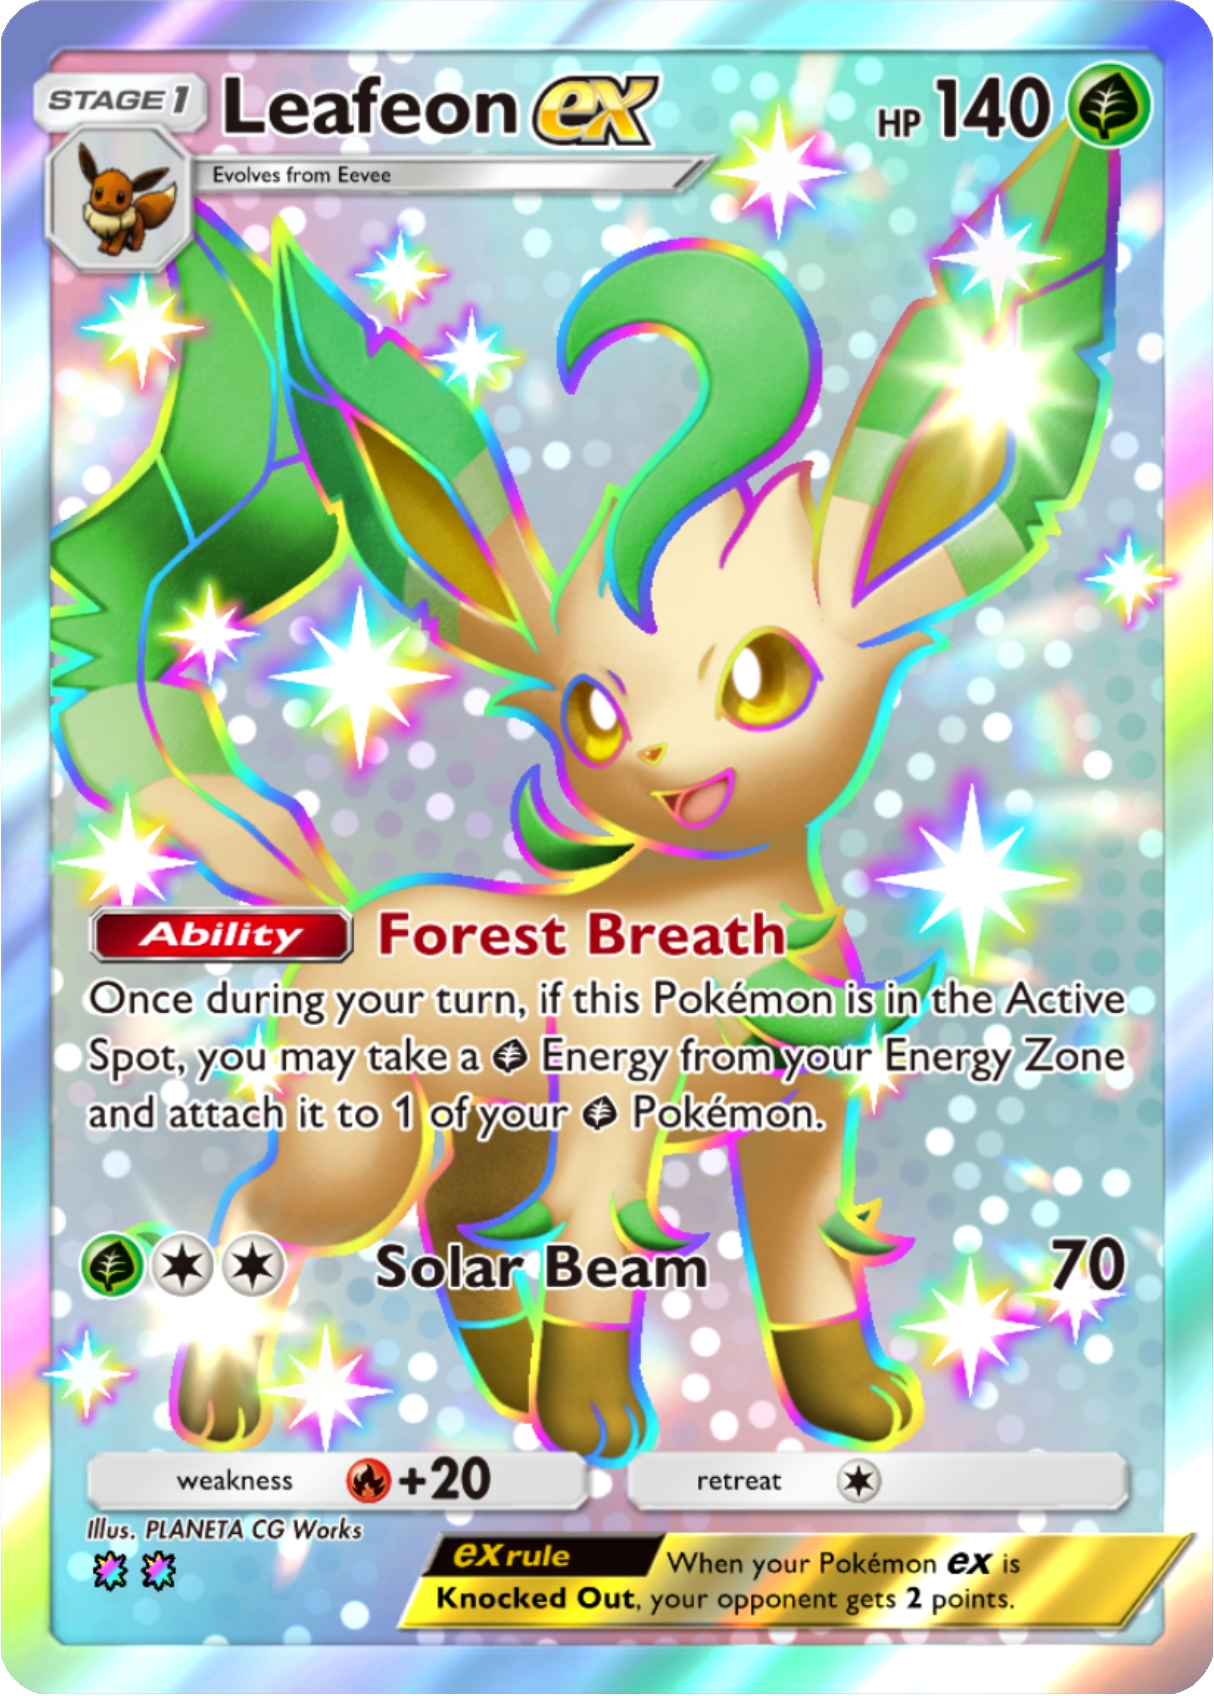 STAGE 1
Leafeon ex
HP 140
Evolves from Eevee
Ability Forest Breath
Once during your turn, if this Pokémon is in the Active
Spot, you may take a Energy from your Energy Zone
and attach it to 1 of your Pokémon.
Solar Beam 70
weakness +20
retreat
Illus. PLANETA CG Works
ex rule When your Pokémon ex is
Knocked Out, your opponent gets 2 points.